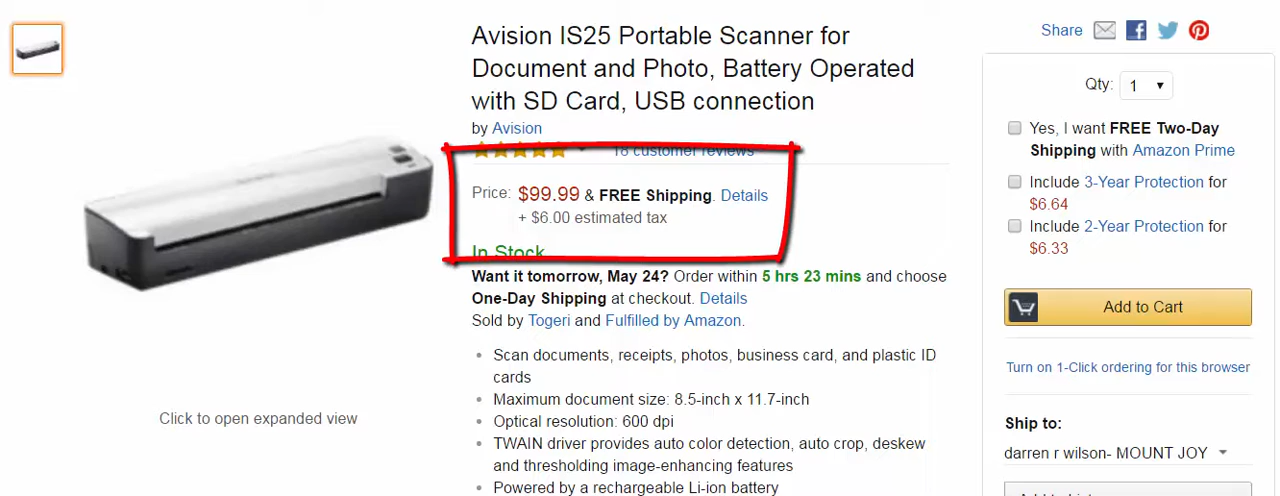 Avision IS25 Portable Scanner for
Document and Photo, Battery Operated
with SD Card, USB connection
by Avision
18 customer reviews
Price: $99.99 & FREE Shipping. Details
+ $6.00 estimated tax
In Stock
Want it tomorrow, May 24? Order within 5 hrs 23 mins and choose
One-Day Shipping at checkout. Details
Sold by Togeri and Fulfilled by Amazon.
• Scan documents, receipts, photos, business card, and plastic ID
cards
• Maximum document size: 8.5-inch x 11.7-inch
• Optical resolution: 600 dpi
• TWAIN driver provides auto color detection, auto crop, deskew
and thresholding image-enhancing features
• Powered by a rechargeable Li-ion battery
Click to open expanded view
Share
Qty: 1
Yes, I want FREE Two-Day
Shipping with Amazon Prime
Include 3-Year Protection for
$6.64
Include 2-Year Protection for
$6.33
Add to Cart
Turn on 1-Click ordering for this browser
Ship to:
darren r wilson- MOUNT JOY